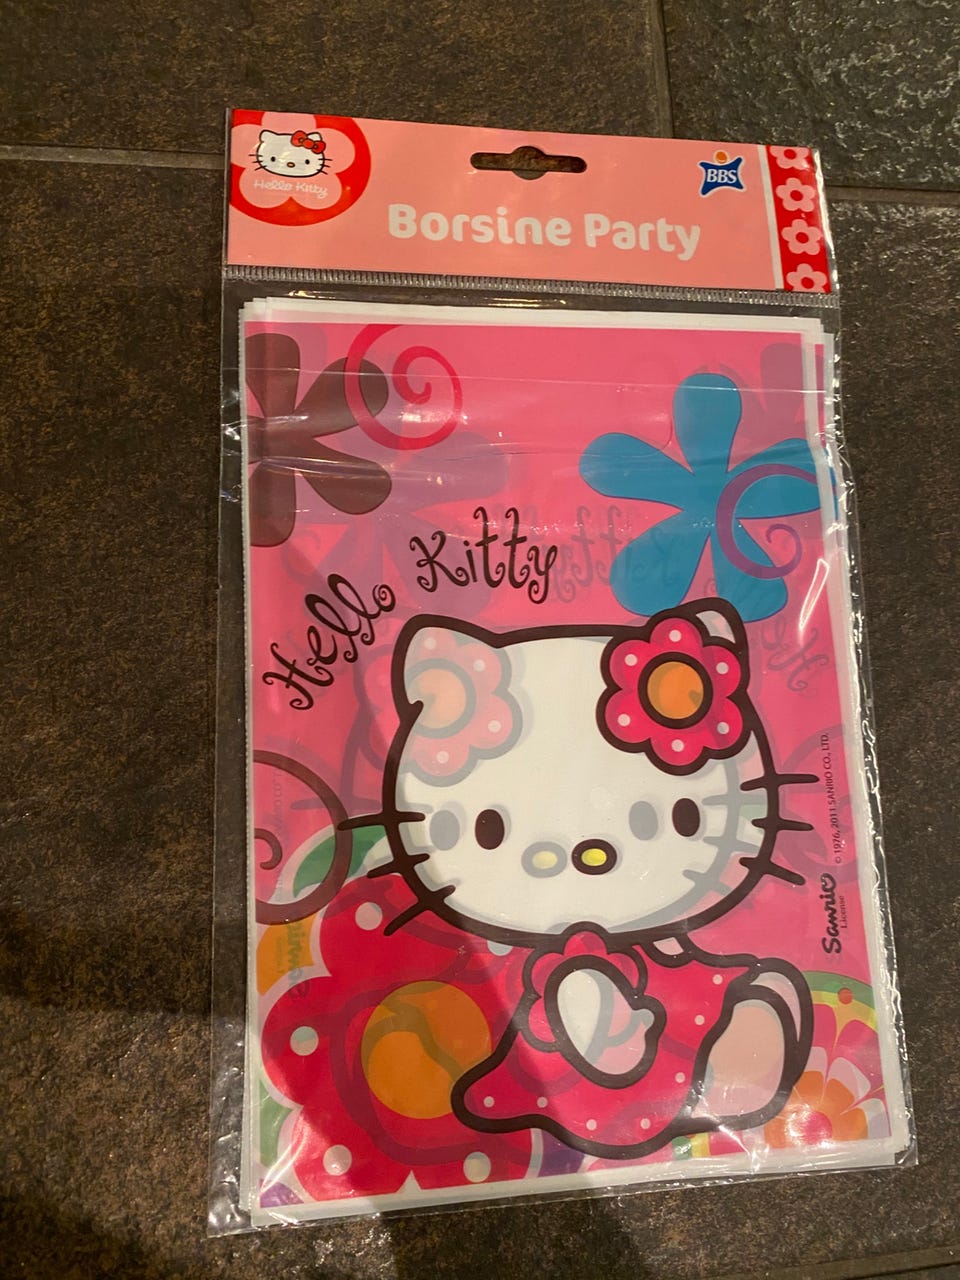 Hello Kitty
BBS
Borsine Party
Hello Kitty
© 1976, 2011 SANRIO CO., LTD.
Sanrio
License